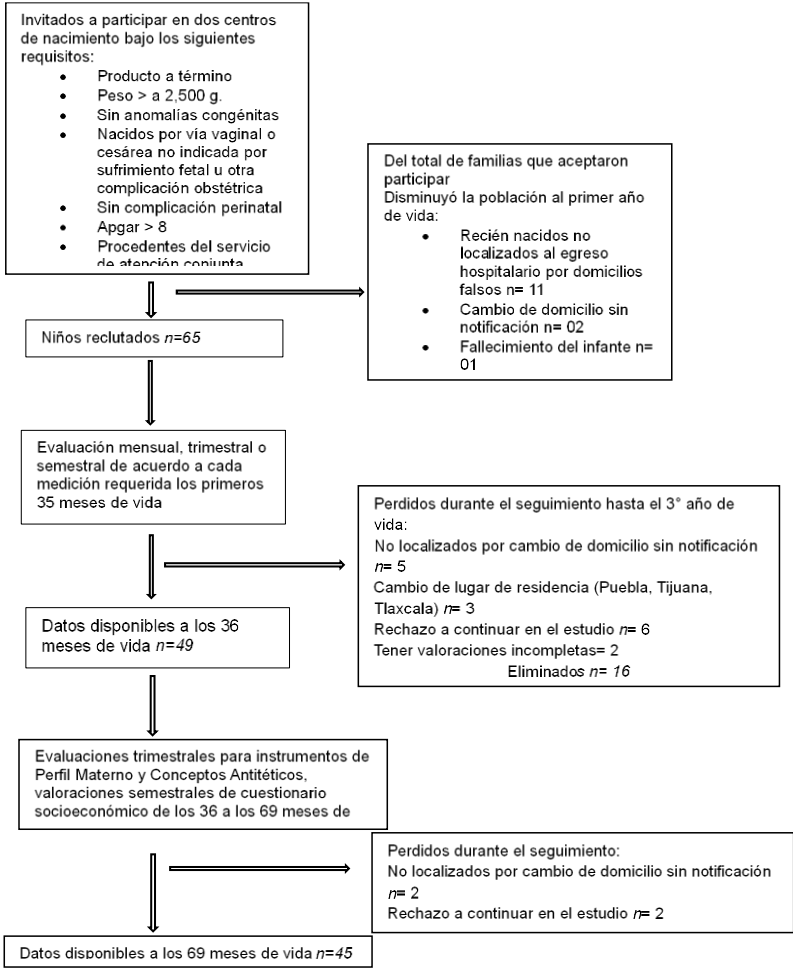 Invitados a participar en dos centros
de nacimiento bajo los siguientes
requisitos:
• Producto a término
• Peso > a 2,500 g.
• Sin anomalías congénitas
• Nacidos por vía vaginal o
cesárea no indicada por
sufrimiento fetal u otra
complicación obstétrica
• Sin complicación perinatal
• Apgar > 8
• Procedentes del servicio
de atención conjunta
Del total de familias que aceptaron
participar
Disminuyó la población al primer año
de vida:
• Recién nacidos no
localizados al egreso
hospitalario por domicilios
falsos n= 11
• Cambio de domicilio sin
notificación n= 02
• Fallecimiento del infante n=
01
Niños reclutados n=65
Evaluación mensual, trimestral o
semestral de acuerdo a cada
medición requerida los primeros
35 meses de vida
Perdidos durante el seguimiento hasta el 3° año de
vida:
No localizados por cambio de domicilio sin notificación
n= 5
Cambio de lugar de residencia (Puebla, Tijuana,
Tlaxcala) n= 3
Rechazo a continuar en el estudio n= 6
Tener valoraciones incompletas= 2
Eliminados n= 16
Datos disponibles a los 36
meses de vida n=49
Evaluaciones trimestrales para instrumentos de
Perfil Materno y Conceptos Antitéticos,
valoraciones semestrales de cuestionario
socioeconómico de los 36 a los 69 meses de
Perdidos durante el seguimiento:
No localizados por cambio de domicilio sin notificación
n= 2
Rechazo a continuar en el estudio n= 2
Datos disponibles a los 69 meses de vida n=45